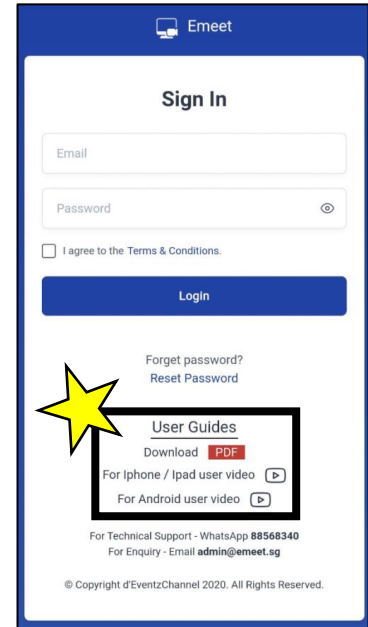 Emeet
Sign In
Email
Password
I agree to the Terms & Conditions.
Login
Forget password?
Reset Password
User Guides
Download PDF
For Iphone / Ipad user video
For Android user video
For Technical Support - WhatsApp 88568340
For Enquiry - Email admin@emeet.sg
© Copyright d'EventzChannel 2020. All Rights Reserved.